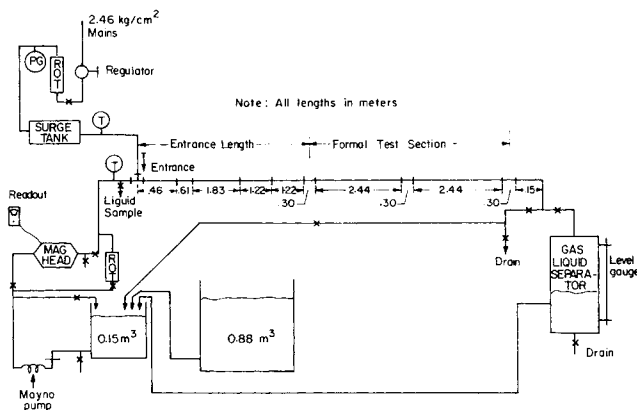 2.46 kg/cm²
Mains
PG
ROT
Regulator
Note: All lengths in meters
SURGE
TANK
T
Entrance Length
Formal Test Section
T
Entrance
Readout
Liquid
Sample
.46
1.61
1.83
1.22
1.22
.30
2.44
.30
2.44
.30
.15
MAG
HEAD
ROT
Drain
GAS
LIQUID
SEPARA-
TOR
Level
gauge
0.15 m³
0.88 m³
Drain
Mayno
pump